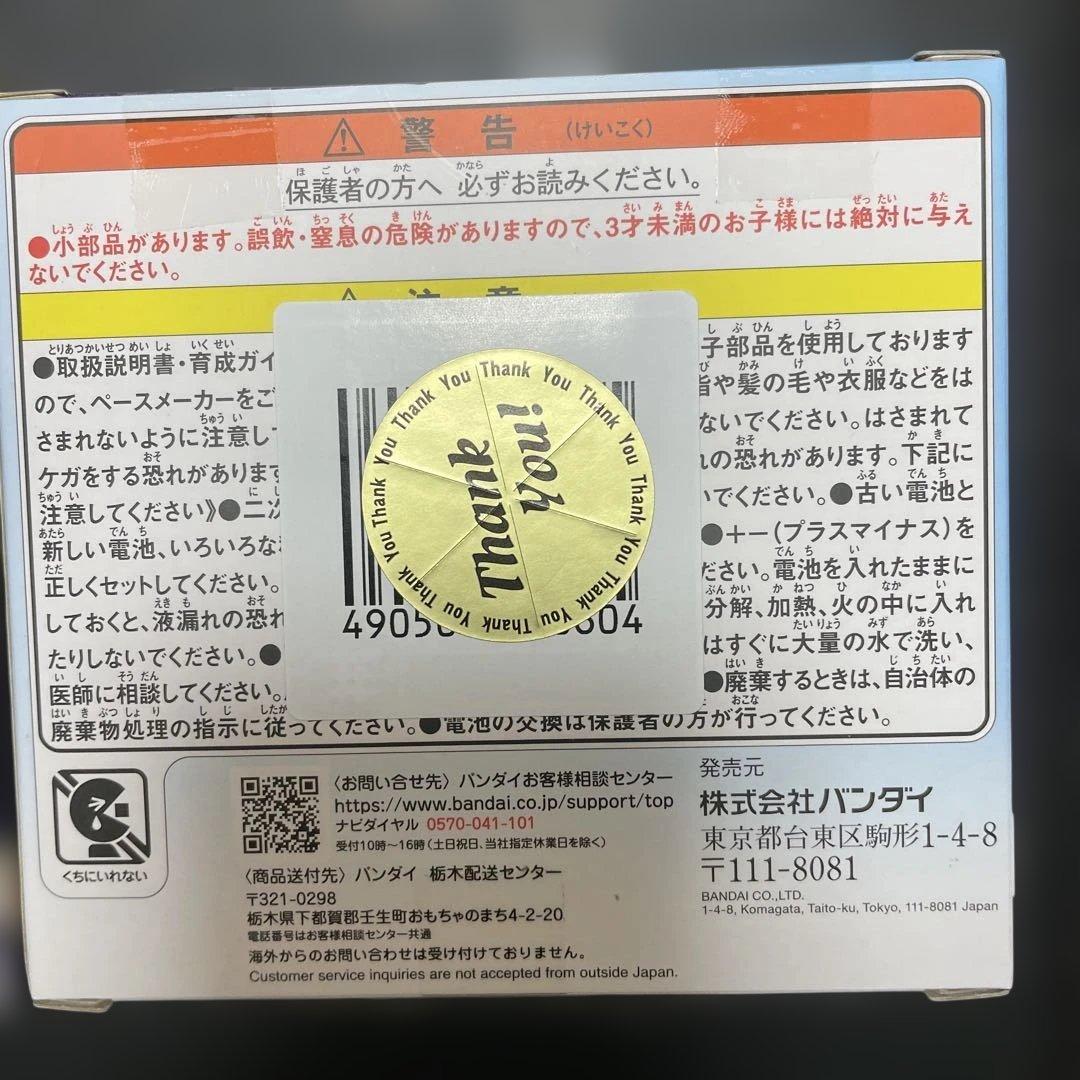 警告 (けいこく)
保護者の方へ 必ずお読みください。
●小部品があります。誤飲・窒息の危険がありますので、3才未満のお子様には絶対に与え
ないでください。
注意
●取扱説明書・育成ガイ 子部品を使用しております
ので、ペースメーカーをご 指や髪の毛や衣服などをは
さまれないように注意し ないでください。はさまれて
ケガをする恐れがあります れの恐れがあります。下記に
注意してください》●二次 いでください。●古い電池と
新しい電池、いろいろな ●+−(プラスマイナス)を
正しくセットしてください。 ださい。電池を入れたままに
しておくと、液漏れの恐れ 分解、加熱、火の中に入れ
たりしないでください。● はすぐに大量の水で洗い、
医師に相談してください。 ●廃棄するときは、自治体の
廃棄物処理の指示に従ってください。●電池の交換は保護者の方が行ってください。
Thank You Thank You Thank You Thank You Thank You Thank You Thank You
Thank
you!
4905 604
くちにいれない
〈お問い合せ先〉バンダイお客様相談センター
https://www.bandai.co.jp/support/top
ナビダイヤル 0570-041-101
受付10時〜16時(土日祝日、当社指定休業日を除く)
〈商品送付先〉バンダイ 栃木配送センター
〒321-0298
栃木県下都賀郡壬生町おもちゃのまち4-2-20
電話番号はお客様相談センター共通
海外からのお問い合わせは受け付けておりません。
Customer service inquiries are not accepted from outside Japan.
発売元
株式会社バンダイ
東京都台東区駒形1-4-8
〒111-8081
BANDAI CO.,LTD.
1-4-8, Komagata, Taito-ku, Tokyo, 111-8081 Japan